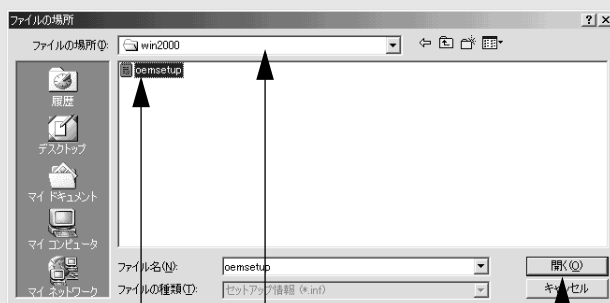 ファイルの場所
ファイルの場所(I):
win2000
oemsetup
履歴
デスクトップ
マイ ドキュメント
マイ コンピュータ
マイ ネットワーク
ファイル名(N):
oemsetup
開く(O)
ファイルの種類(T):
セットアップ情報 (*.inf)
キャンセル